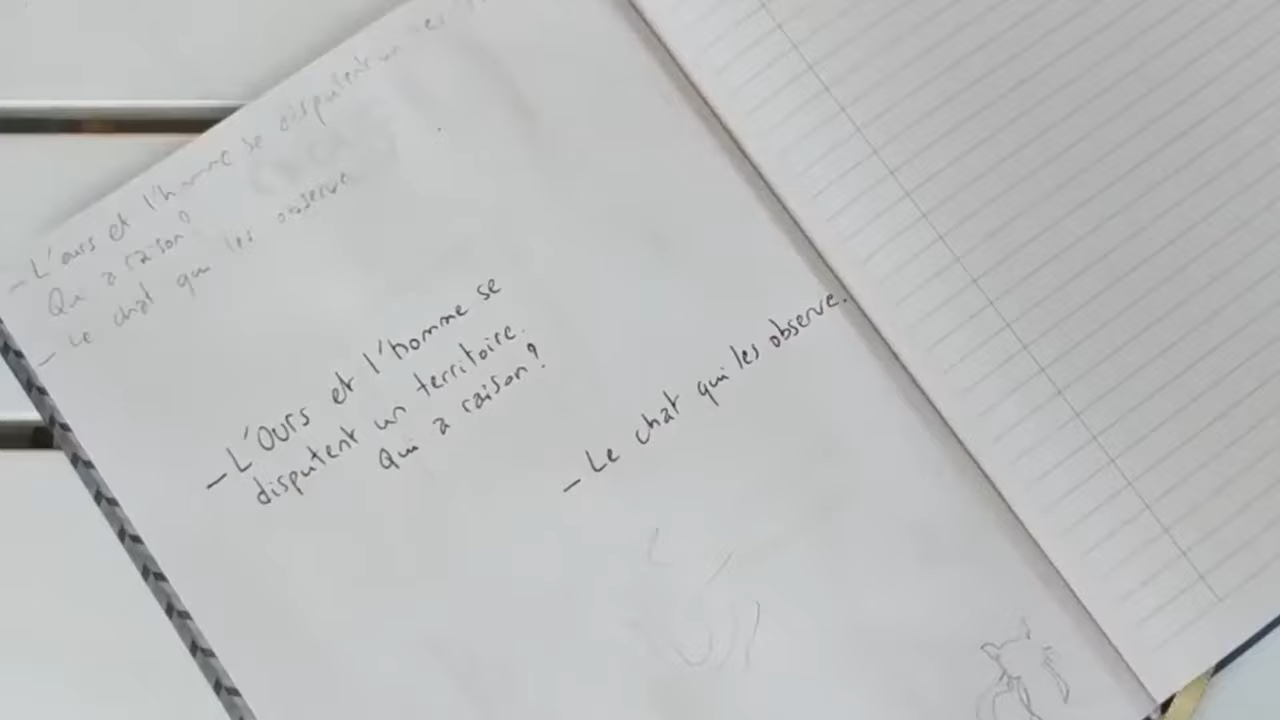 - L'ours et l'homme se disputent un
Qui a raison?
- Le chat qui les observe
- L'Ours et l'homme se
disputent un territoire.
Qui a raison?
- Le chat qui les observe.